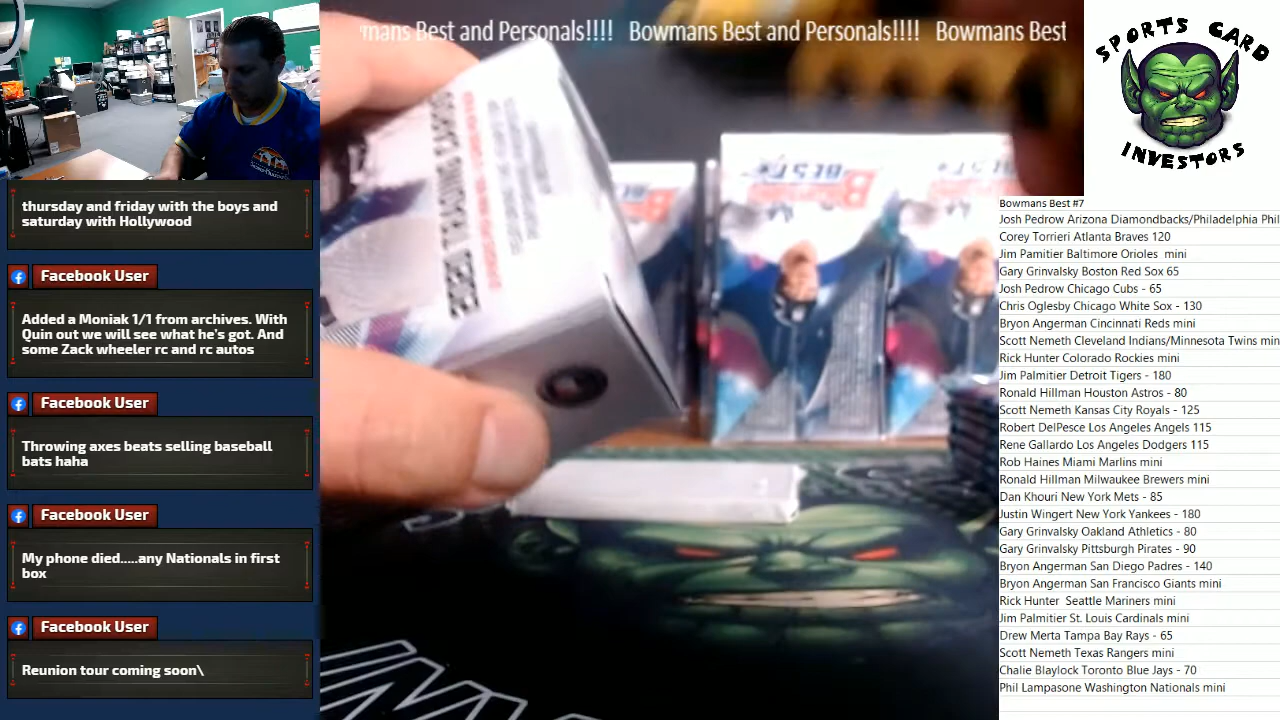 mans Best and Personals!!!! Bowmans Best and Personals!!!! Bowmans Best
SPORTS CARD
INVESTORS
thursday and friday with the boys and
saturday with Hollywood
Facebook User
Added a Moniak 1/1 from archives. With
Quin out we will see what he's got. And
some Zack wheeler rc and rc autos
Facebook User
Throwing axes beats selling baseball
bats haha
Facebook User
My phone died.....any Nationals in first
box
Facebook User
Reunion tour coming soon\
BEST
Bowmans Best #7
Josh Pedrow Arizona Diamondbacks/Philadelphia Phil
Corey Torrieri Atlanta Braves 120
Jim Pamitier Baltimore Orioles mini
Gary Grinvalsky Boston Red Sox 65
Josh Pedrow Chicago Cubs - 65
Chris Oglesby Chicago White Sox - 130
Bryon Angerman Cincinnati Reds mini
Scott Nemeth Cleveland Indians/Minnesota Twins min
Rick Hunter Colorado Rockies mini
Jim Palmitier Detroit Tigers - 180
Ronald Hillman Houston Astros - 80
Scott Nemeth Kansas City Royals - 125
Robert DelPesce Los Angeles Angels 115
Rene Gallardo Los Angeles Dodgers 115
Rob Haines Miami Marlins mini
Ronald Hillman Milwaukee Brewers mini
Dan Khouri New York Mets - 85
Justin Wingert New York Yankees - 180
Gary Grinvalsky Oakland Athletics - 80
Gary Grinvalsky Pittsburgh Pirates - 90
Bryon Angerman San Diego Padres - 140
Bryon Angerman San Francisco Giants mini
Rick Hunter Seattle Mariners mini
Jim Palmitier St. Louis Cardinals mini
Drew Merta Tampa Bay Rays - 65
Scott Nemeth Texas Rangers mini
Chalie Blaylock Toronto Blue Jays - 70
Phil Lampasone Washington Nationals mini